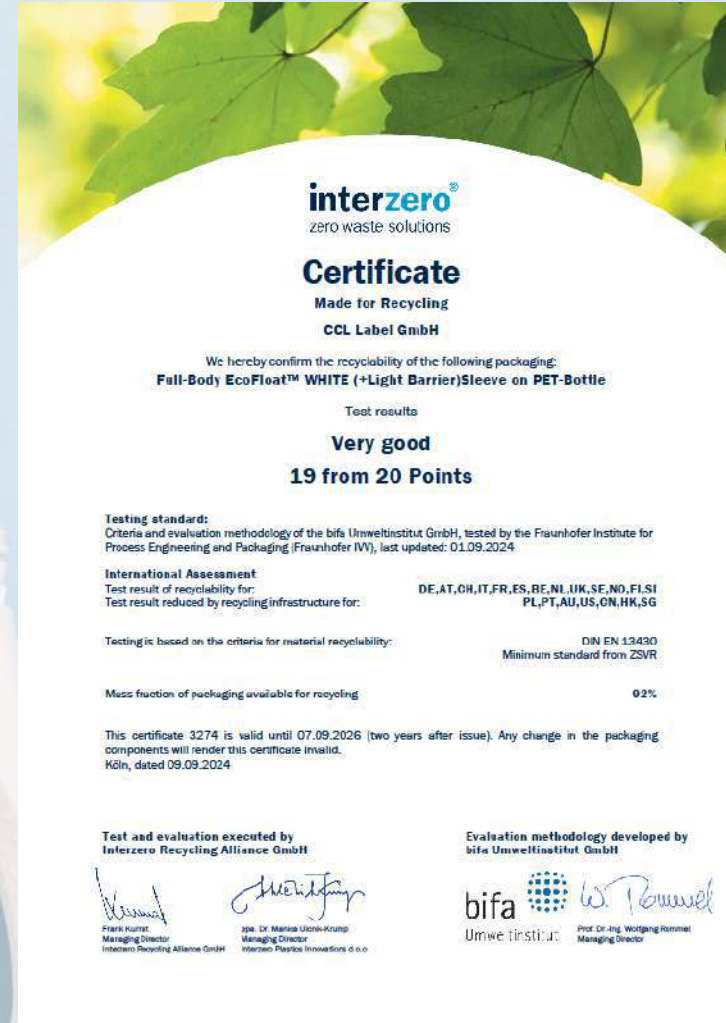 interzero®
zero waste solutions
Certificate
Made for Recycling
CCL Label GmbH
We hereby confirm the recyclability of the following packaging:
Full-Body EcoFloat™ WHITE (+Light Barrier)Sleeve on PET-Bottle
Test results
Very good
19 from 20 Points
Testing standard:
Criteria and evaluation methodology of the bifa Umweltinstitut GmbH, tested by the Fraunhofer Institute for
Process Engineering and Packaging (Fraunhofer IVV), last updated: 01.09.2024
International Assessment
Test result of recyclability for: DE,AT,CH,IT,FR,ES,BE,NL,UK,SE,NO,FI,SI
Test result reduced by recycling infrastructure for: PL,PT,AU,US,CN,HK,SG
Testing is based on the criteria for material recyclability: DIN EN 13430
Minimum standard from ZSVR
Mass fraction of packaging available for recycling 92%
This certificate 3274 is valid until 07.09.2026 (two years after issue). Any change in the packaging
components will render this certificate invalid.
Köln, dated 09.09.2024
Test and evaluation executed by
Interzero Recycling Alliance GmbH
Frank Kurrat
Managing Director
Interzero Recycling Alliance GmbH
ppa. Dr. Manica Ulcnik-Krump
Managing Director
Interzero Plastics Innovations d.o.o
Evaluation methodology developed by
bifa Umweltinstitut GmbH
bifa
Umweltinstitut
W. Rommel
Prof. Dr.-Ing. Wolfgang Rommel
Managing Director